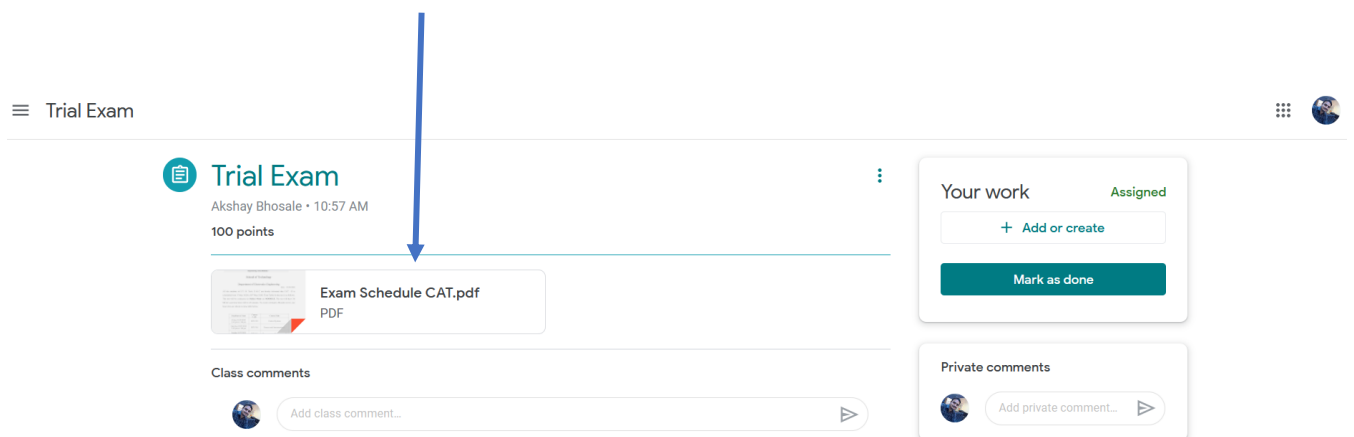 Trial Exam
Trial Exam
Akshay Bhosale • 10:57 AM
100 points
Exam Schedule CAT.pdf
PDF
Class comments
Add class comment...
Your work
Assigned
+ Add or create
Mark as done
Private comments
Add private comment...